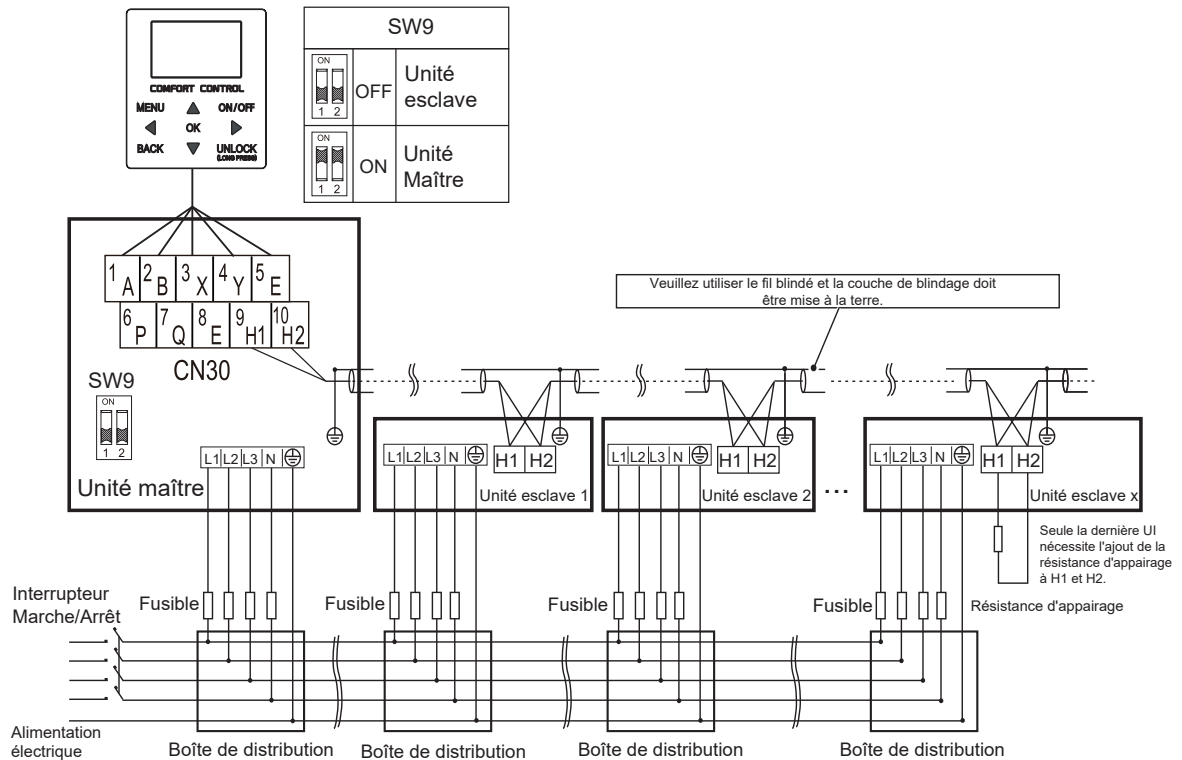 COMFORT CONTROL
MENU
ON/OFF
OK
BACK
UNLOCK
(LONG PRESS)
SW9
ON
1 2
OFF
Unité
esclave
ON
1 2
ON
Unité
Maître
1 A
2 B
3 X
4 Y
5 E
6 P
7 Q
8 E
9 H1
10 H2
CN30
SW9
ON
1 2
L1 L2 L3 N
Unité maître
Veuillez utiliser le fil blindé et la couche de blindage doit
être mise à la terre.
L1 L2 L3 N
H1 H2
Unité esclave 1
L1 L2 L3 N
H1 H2
Unité esclave 2
...
L1 L2 L3 N
H1 H2
Unité esclave x
Seule la dernière UI
nécessite l'ajout de la
résistance d'appairage
à H1 et H2.
Résistance d'appairage
Interrupteur
Marche/Arrêt
Fusible
Fusible
Fusible
Fusible
Alimentation
électrique
Boîte de distribution
Boîte de distribution
Boîte de distribution
Boîte de distribution